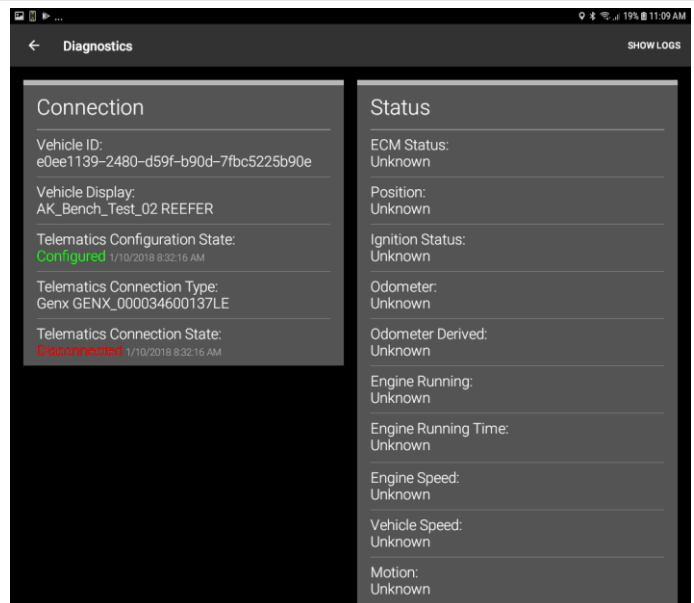 ... 19% 11:09 AM
Diagnostics
SHOW LOGS
Connection
Vehicle ID:
e0ee1139-2480-d59f-b90d-7fbc5225b90e
Vehicle Display:
AK_Bench_Test_02 REEFER
Telematics Configuration State:
Configured 1/10/2018 8:32:16 AM
Telematics Connection Type:
Genx GENX_000034600137LE
Telematics Connection State:
Disconnected 1/10/2018 8:32:16 AM
Status
ECM Status:
Unknown
Position:
Unknown
Ignition Status:
Unknown
Odometer:
Unknown
Odometer Derived:
Unknown
Engine Running:
Unknown
Engine Running Time:
Unknown
Engine Speed:
Unknown
Vehicle Speed:
Unknown
Motion:
Unknown